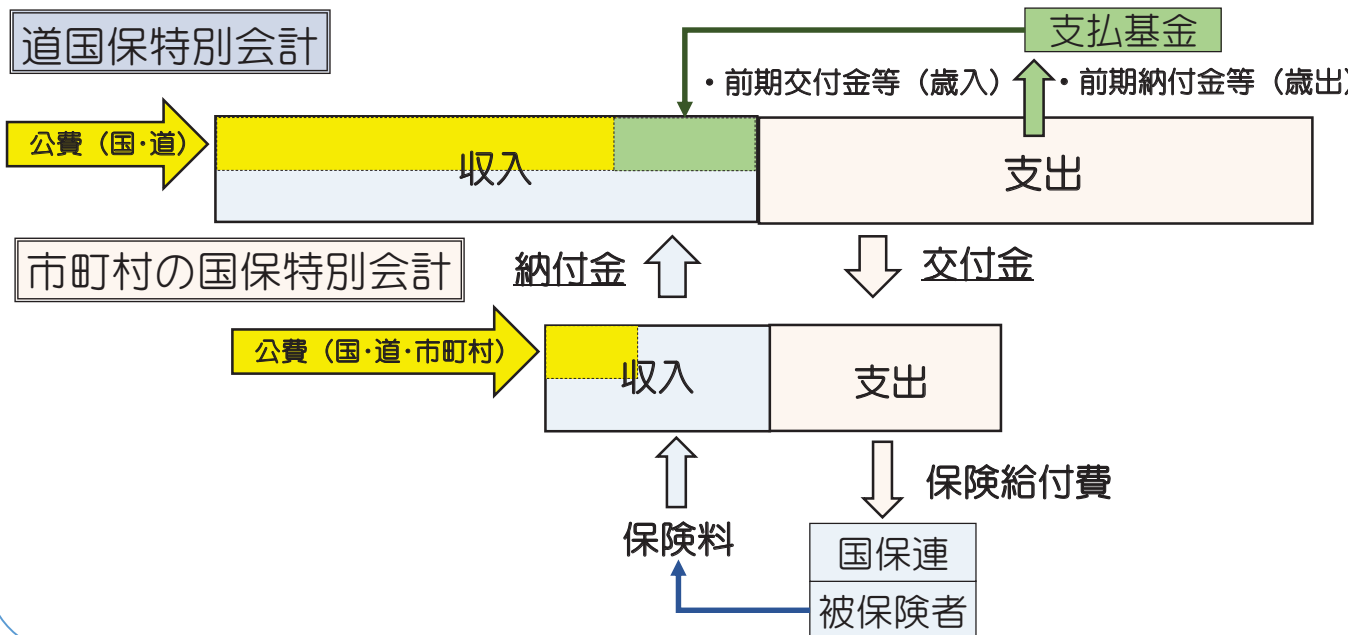 道国保特別会計
支払基金
・前期交付金等（歳入）
・前期納付金等（歳出）
公費（国・道）
収入
支出
市町村の国保特別会計
納付金
交付金
公費（国・道・市町村）
収入
支出
保険給付費
保険料
国保連
被保険者